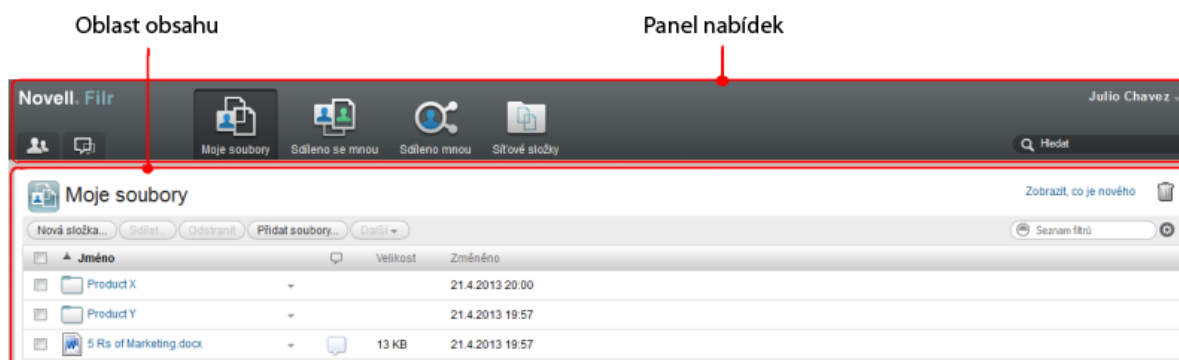 Oblast obsahu Panel nabídek
Novell. Filr Julio Chavez
Moje soubory Sdíleno se mnou Sdíleno mnou Síťové složky Hledat
Moje soubory Zobrazit, co je nového
Nová složka... Sdílet... Odstranit Přidat soubory... Další Seznam filtrů
Jméno Velikost Změněno
Product X 21.4.2013 20:00
Product Y 21.4.2013 19:57
5 Rs of Marketing.docx 13 KB 21.4.2013 19:57